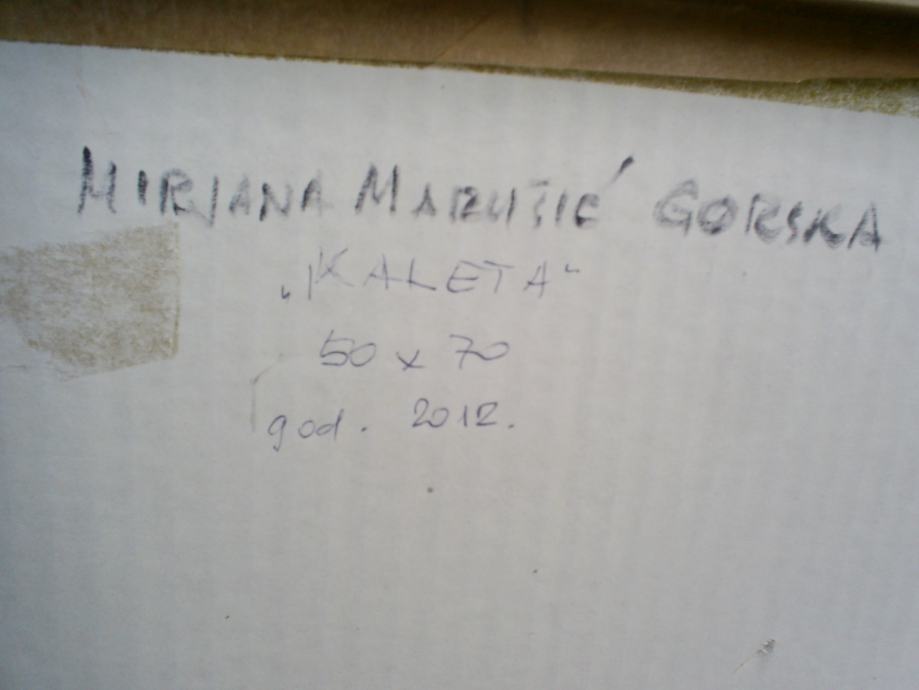 MIRJANA MARUŠIĆ GORSKA
„KALETA“
50 x 70
god. 2012.